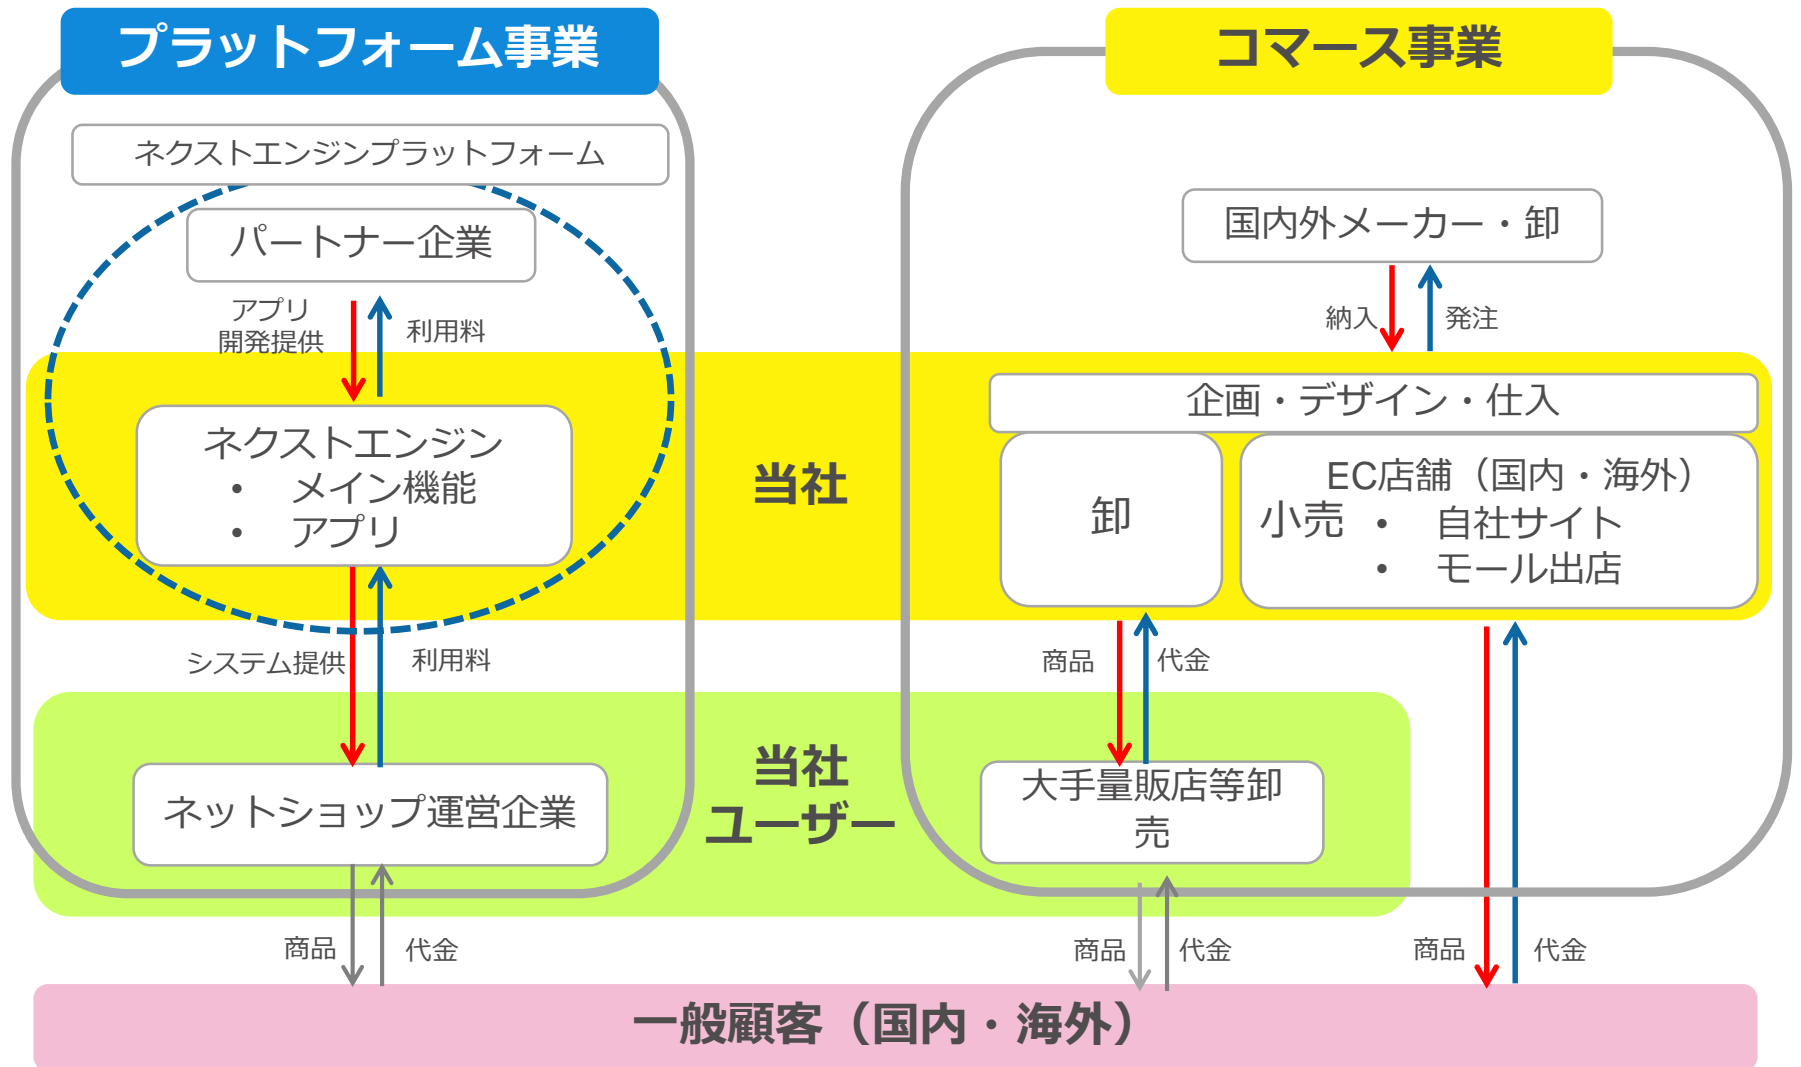 プラットフォーム事業
ネクストエンジンプラットフォーム
パートナー企業
アプリ
開発提供
利用料
ネクストエンジン
• メイン機能
• アプリ
システム提供
利用料
ネットショップ運営企業
商品
代金
当社
当社
ユーザー
コマース事業
国内外メーカー・卸
納入
発注
企画・デザイン・仕入
卸
小売
EC店舗（国内・海外）
• 自社サイト
• モール出店
商品
代金
大手量販店等卸
売
商品
代金
商品
代金
一般顧客（国内・海外）